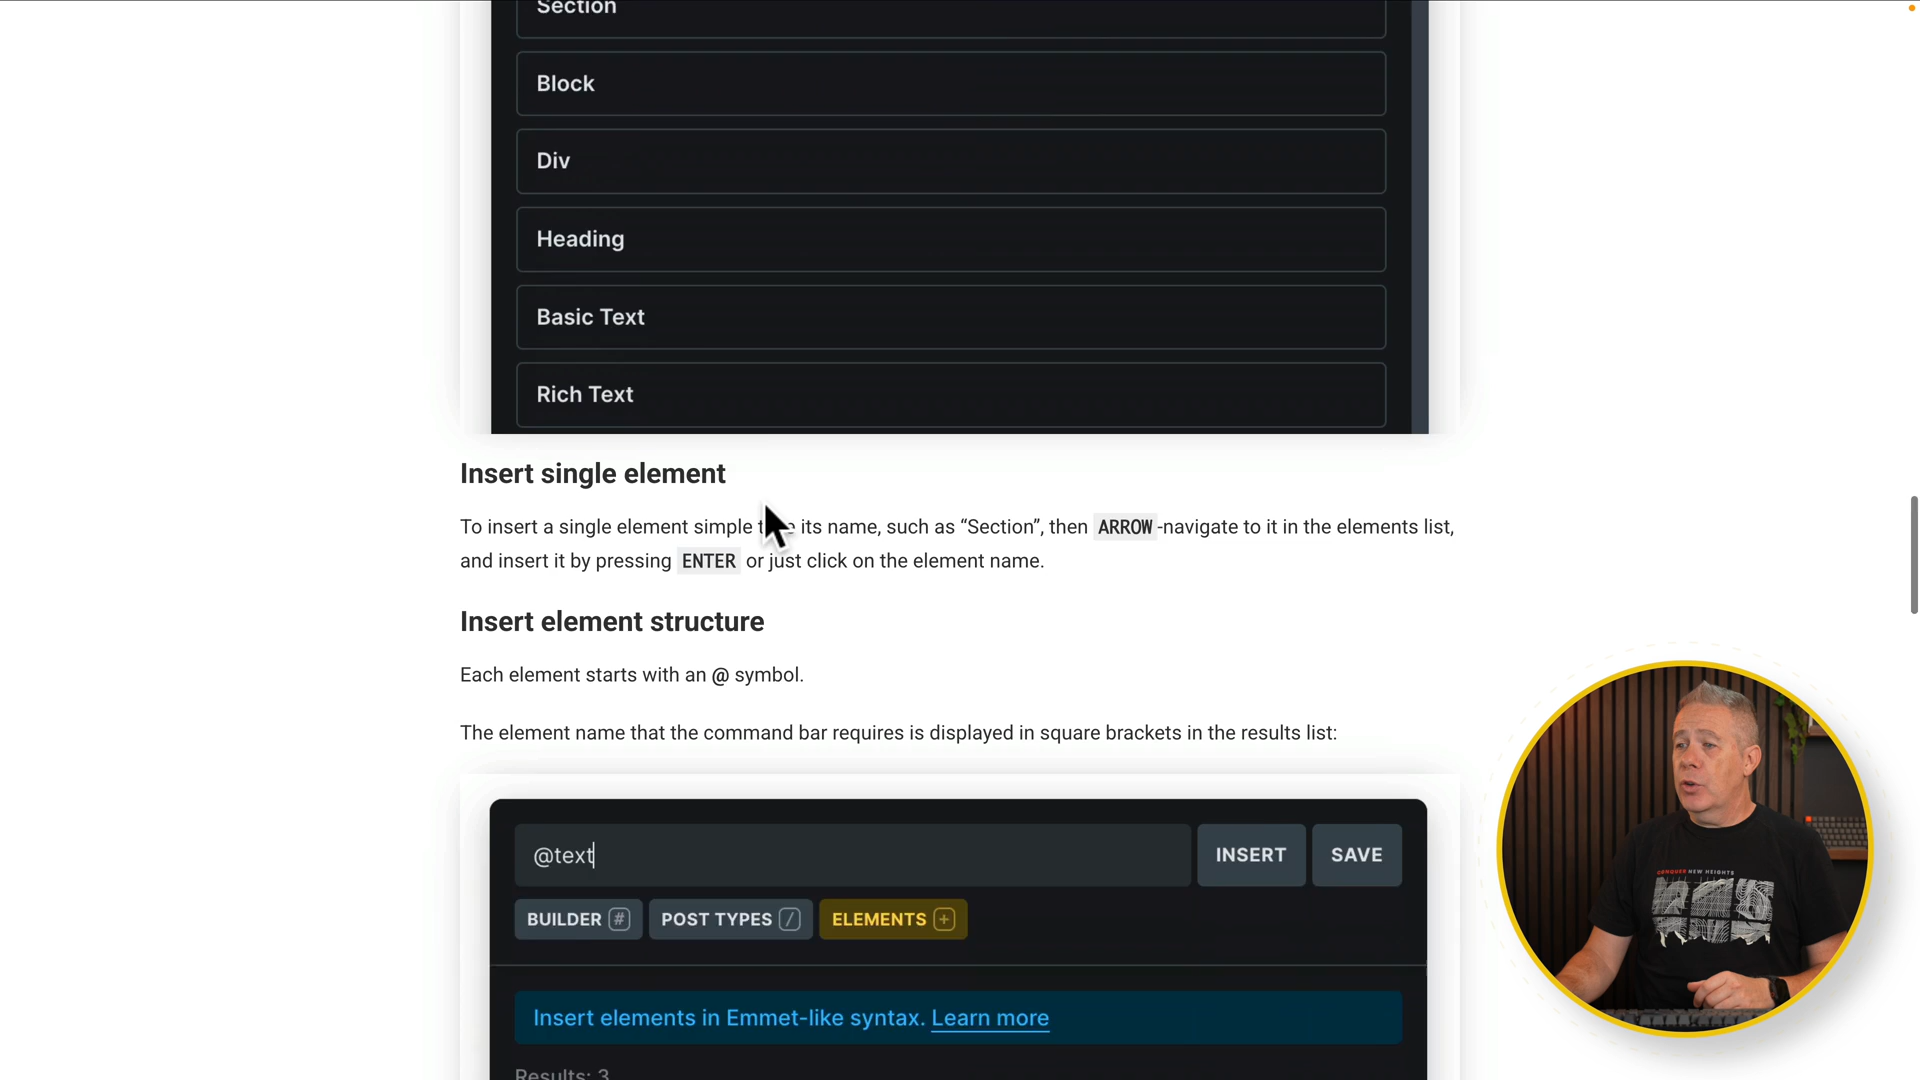 Section
Block
Div
Heading
Basic Text
Rich Text
Insert single element
To insert a single element simple its name, such as “Section”, then ARROW-navigate to it in the elements list,
and insert it by pressing ENTER or just click on the element name.
Insert element structure
Each element starts with an @ symbol.
The element name that the command bar requires is displayed in square brackets in the results list:
@text INSERT SAVE
BUILDER # POST TYPES / ELEMENTS +
Insert elements in Emmet-like syntax. Learn more
Results: 3
CONQUER NEW HEIGHTS